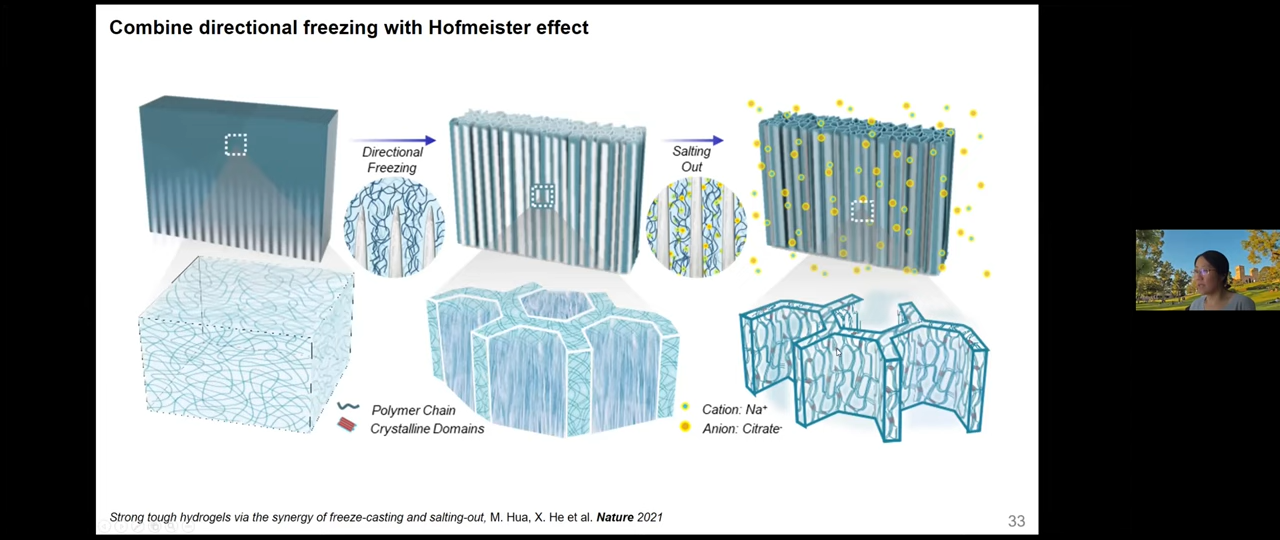 Combine directional freezing with Hofmeister effect
Directional
Freezing
Salting
Out
Polymer Chain
Crystalline Domains
Cation: Na⁺
Anion: Citrate⁻
Strong tough hydrogels via the synergy of freeze-casting and salting-out, M. Hua, X. He et al. Nature 2021
33